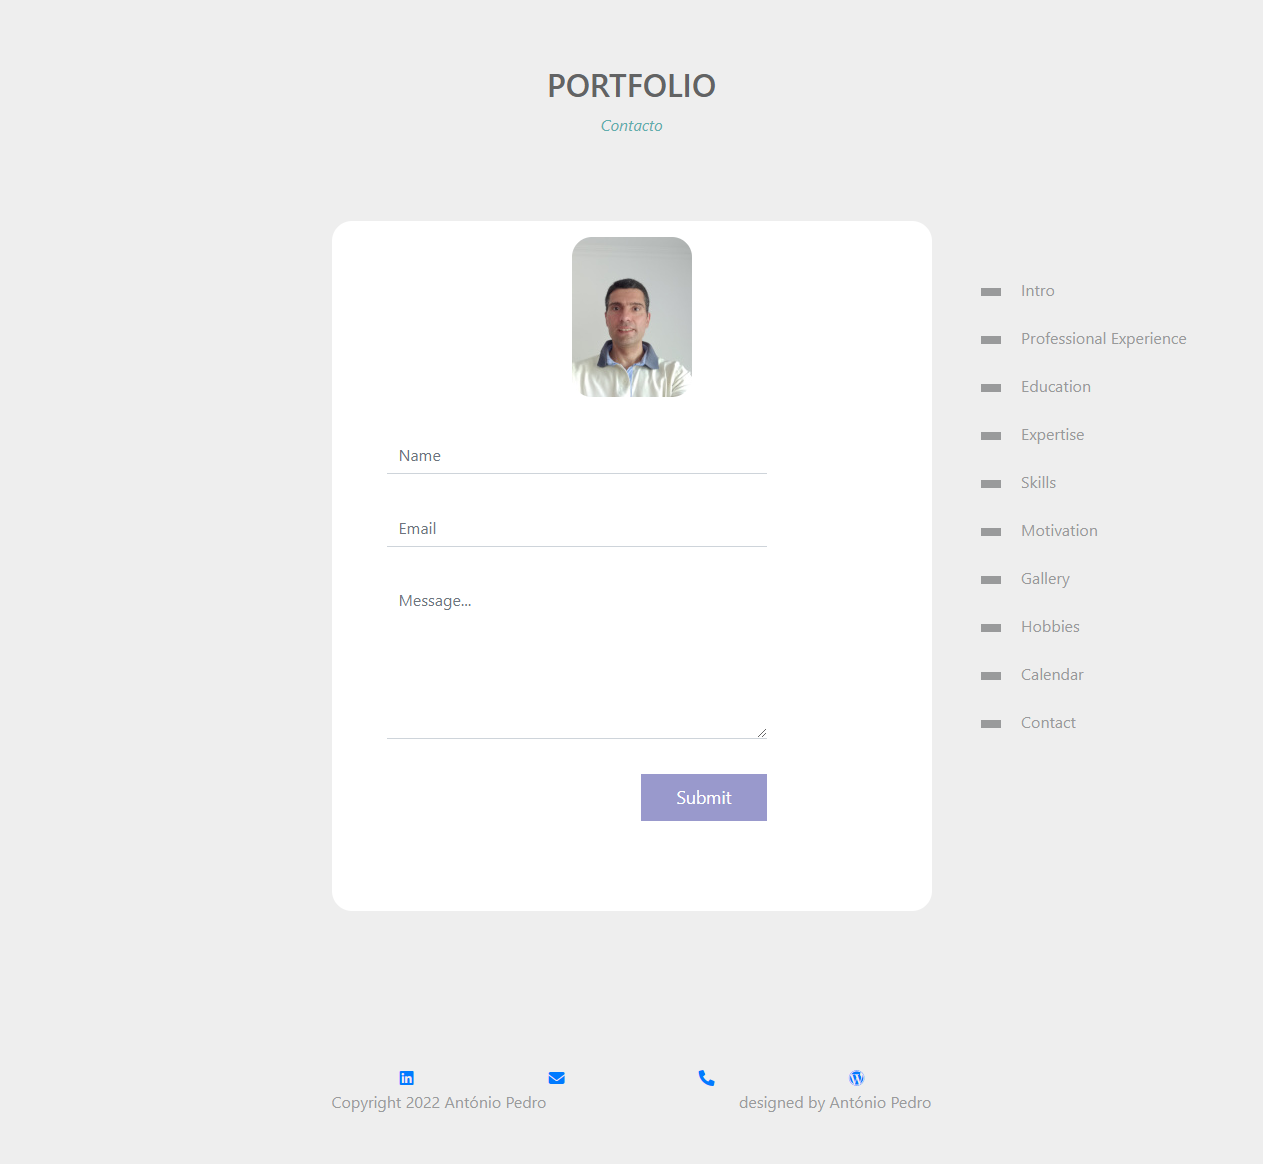 PORTFOLIO
Contacto
Name
Email
Message...
Submit
Intro
Professional Experience
Education
Expertise
Skills
Motivation
Gallery
Hobbies
Calendar
Contact
Copyright 2022 António Pedro
designed by António Pedro